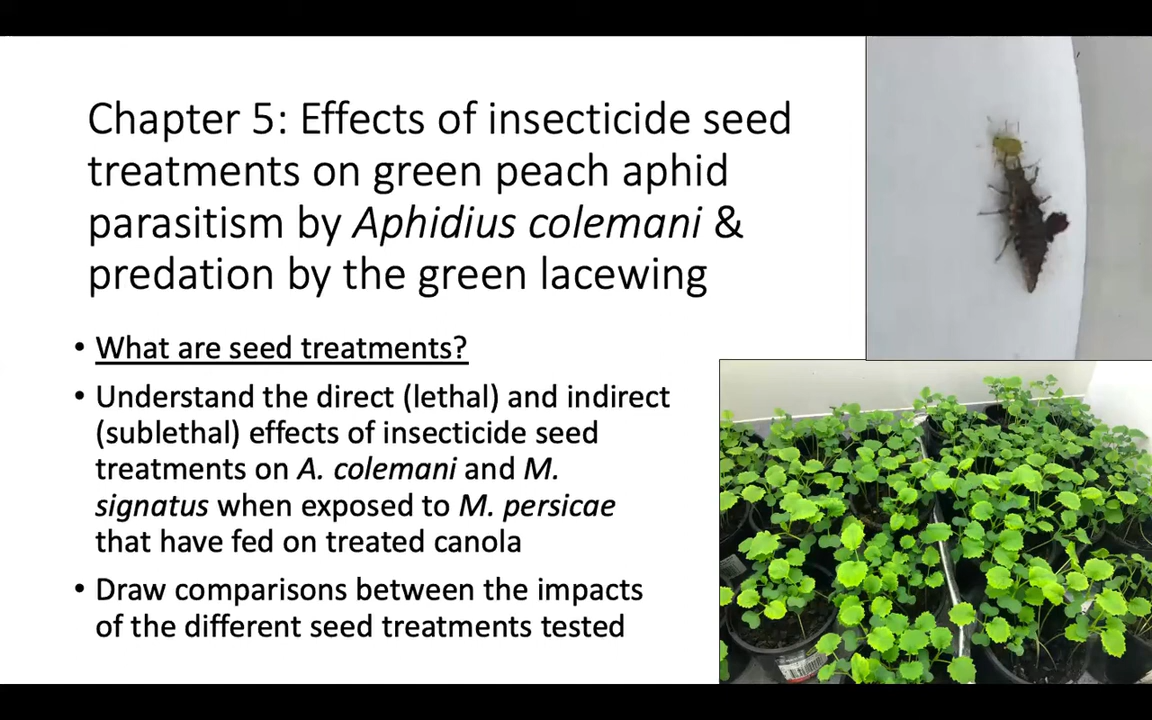 Chapter 5: Effects of insecticide seed
treatments on green peach aphid
parasitism by Aphidius colemani &
predation by the green lacewing
• What are seed treatments?
• Understand the direct (lethal) and indirect
(sublethal) effects of insecticide seed
treatments on A. colemani and M.
signatus when exposed to M. persicae
that have fed on treated canola
• Draw comparisons between the impacts
of the different seed treatments tested